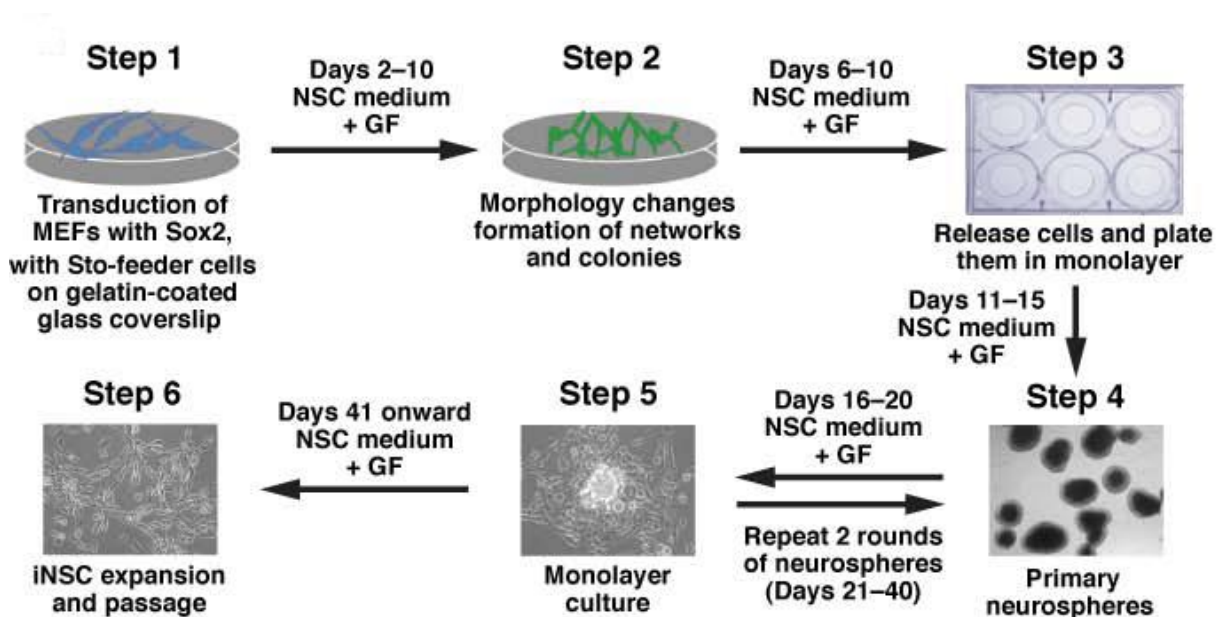 Step 1
Days 2–10
NSC medium
+ GF
Step 2
Days 6–10
NSC medium
+ GF
Step 3
Transduction of
MEFs with Sox2,
with Sto-feeder cells
on gelatin-coated
glass coverslip
Morphology changes
formation of networks
and colonies
Release cells and plate
them in monolayer
Days 11–15
NSC medium
+ GF
Step 4
Primary
neurospheres
Days 16–20
NSC medium
+ GF
Repeat 2 rounds
of neurospheres
(Days 21–40)
Step 5
Monolayer
culture
Days 41 onward
NSC medium
+ GF
Step 6
iNSC expansion
and passage